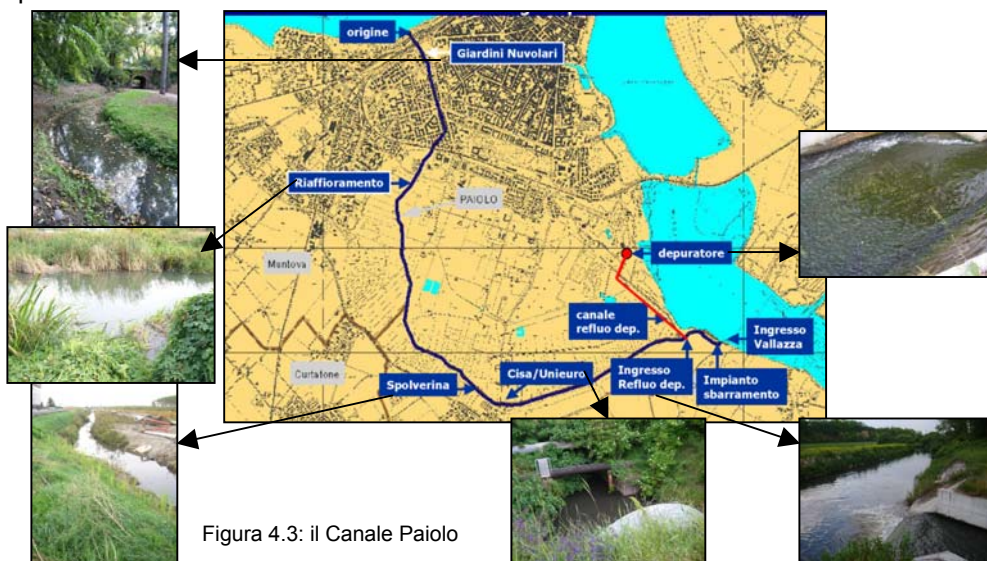 origine
Giardini Nuvolari
Riaffioramento
PAIOLO
Mantova
depuratore
canale
refluo dep.
Ingresso
Vallazza
Curtatone
Spolverina
Cisa/Unieuro
Ingresso
Refluo dep.
Impianto
sbarramento
Figura 4.3: il Canale Paiolo